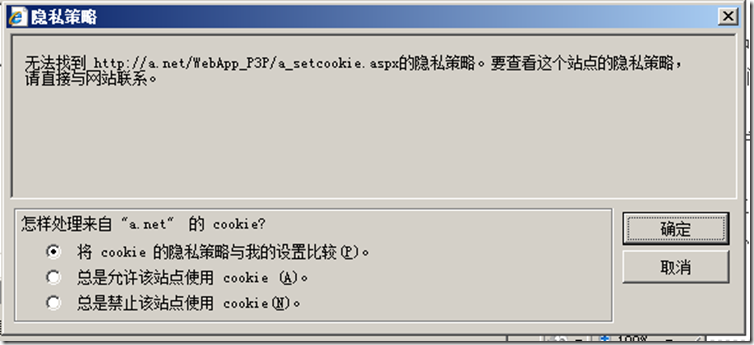 隐私策略
无法找到 http://a.net/WebApp_P3P/a_setcookie.aspx的隐私策略。要查看这个站点的隐私策略，
请直接与网站联系。
怎样处理来自 "a.net" 的 cookie?
将 cookie 的隐私策略与我的设置比较(P)。
总是允许该站点使用 cookie (A)。
总是禁止该站点使用 cookie(N)。
确定
取消
100%